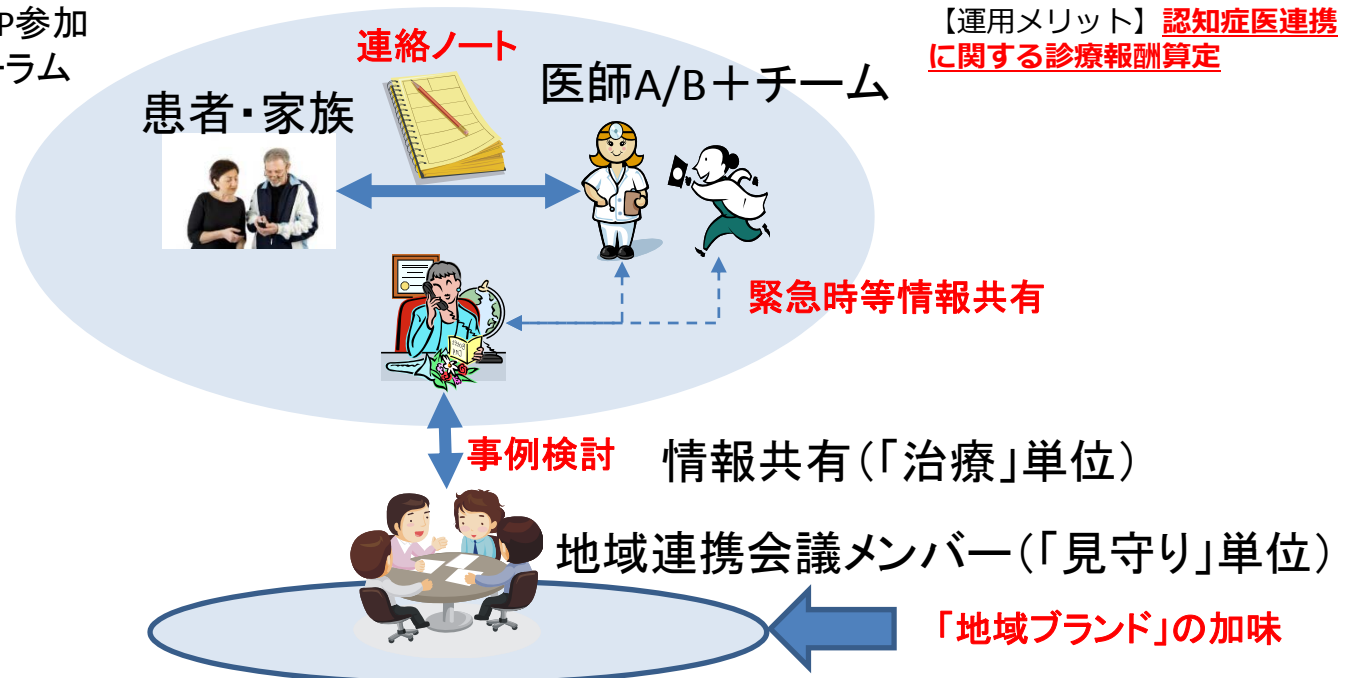 P参加
ーラム
【運用メリット】認知症医連携
に関する診療報酬算定
連絡ノート
医師A/B＋チーム
患者・家族
緊急時等情報共有
事例検討
情報共有（「治療」単位）
地域連携会議メンバー（「見守り」単位）
「地域ブランド」の加味